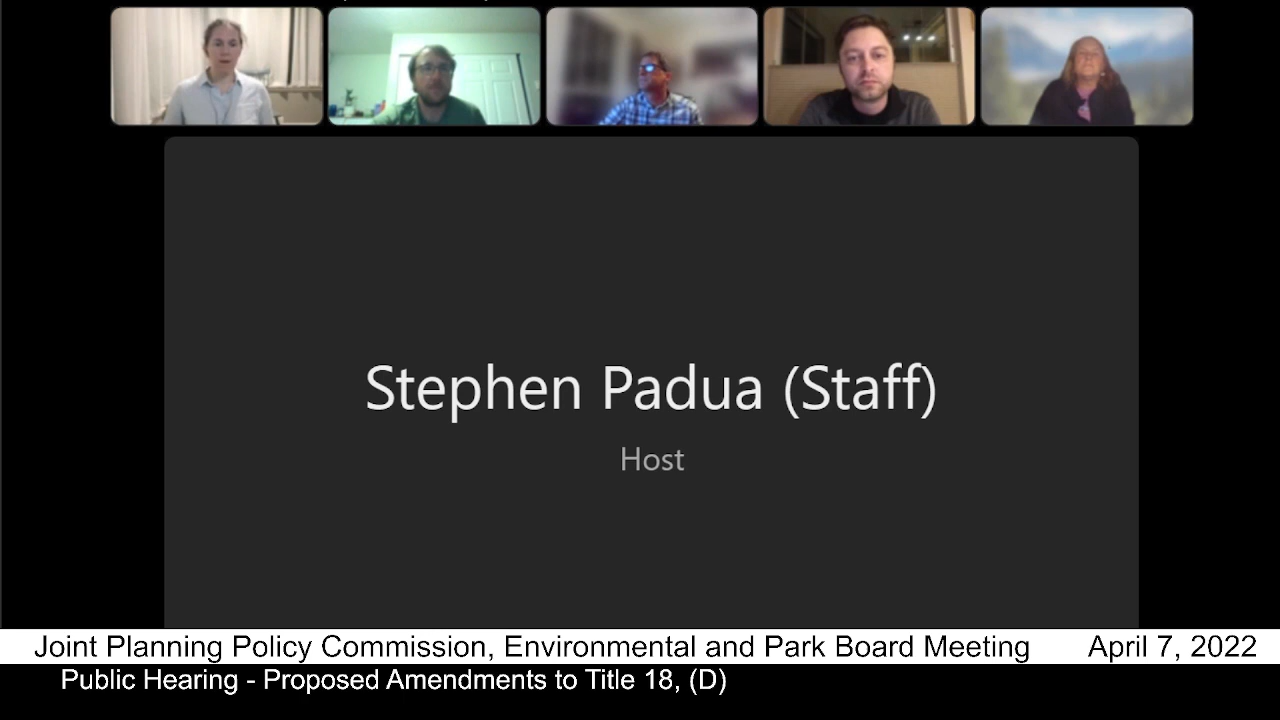 Stephen Padua (Staff)
Host
Joint Planning Policy Commission, Environmental and Park Board Meeting April 7, 2022
Public Hearing - Proposed Amendments to Title 18, (D)